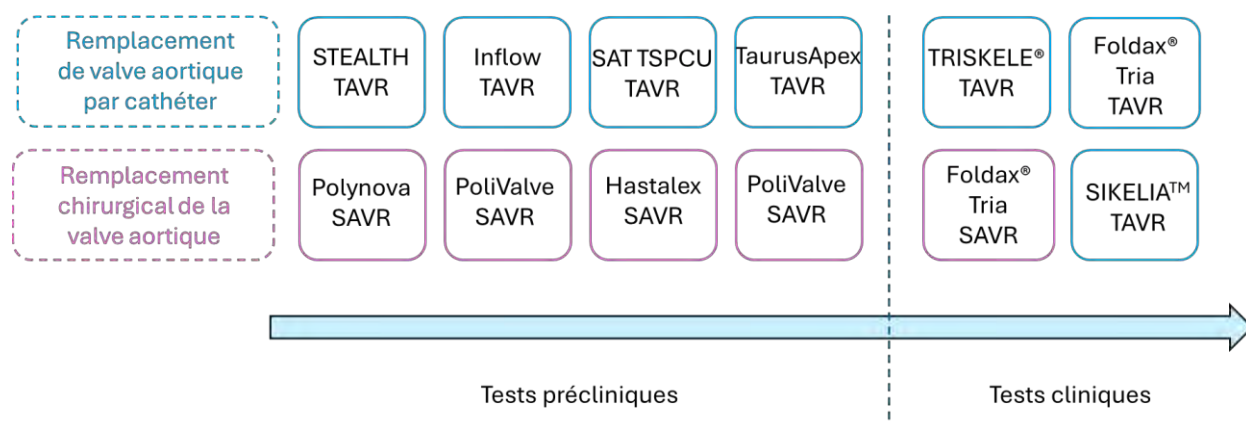 Remplacement
de valve aortique
par cathéter
STEALTH
TAVR
Inflow
TAVR
SAT TSPCU
TAVR
TaurusApex
TAVR
TRISKELE®
TAVR
Foldax®
Tria
TAVR
Remplacement
chirurgical de la
valve aortique
Polynova
SAVR
PoliValve
SAVR
Hastalex
SAVR
PoliValve
SAVR
Foldax®
Tria
SAVR
SIKELIA™
TAVR
Tests précliniques
Tests cliniques